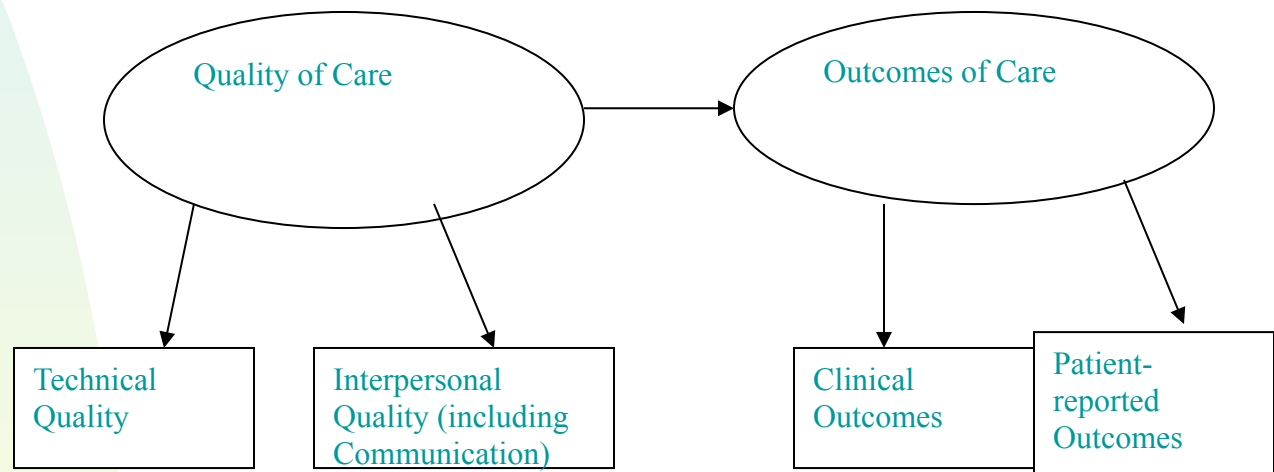 Quality of Care
Outcomes of Care
Technical
Quality
Interpersonal
Quality (including
Communication)
Clinical
Outcomes
Patient-
reported
Outcomes